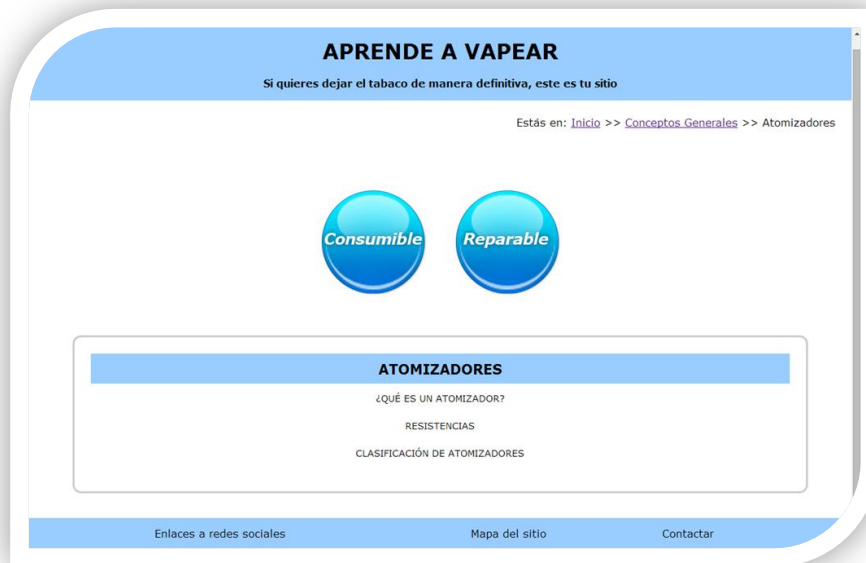 APRENDE A VAPEAR
Si quieres dejar el tabaco de manera definitiva, este es tu sitio
Estás en: Inicio >> Conceptos Generales >> Atomizadores
Consumible
Reparable
ATOMIZADORES
¿QUÉ ES UN ATOMIZADOR?
RESISTENCIAS
CLASIFICACIÓN DE ATOMIZADORES
Enlaces a redes sociales
Mapa del sitio
Contactar